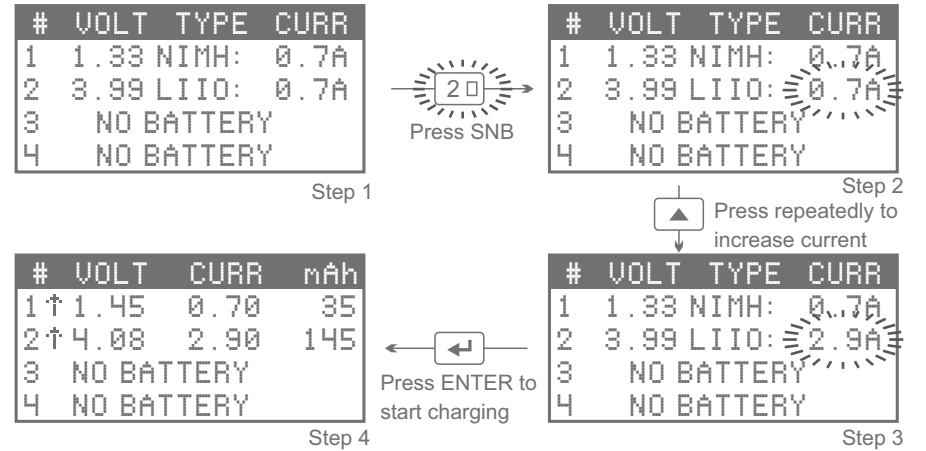 # VOLT TYPE CURR
1 1.33 NIMH: 0.7A
2 3.99 LIIO: 0.7A
3 NO BATTERY
4 NO BATTERY
Step 1
2
Press SNB
# VOLT TYPE CURR
1 1.33 NIMH: 0.7A
2 3.99 LIIO: 0.7A
3 NO BATTERY
4 NO BATTERY
Step 2
Press repeatedly to
increase current
# VOLT TYPE CURR
1 1.33 NIMH: 0.7A
2 3.99 LIIO: 2.9A
3 NO BATTERY
4 NO BATTERY
Step 3
Press ENTER to
start charging
# VOLT CURR mAh
1↑1.45 0.70 35
2↑4.08 2.90 145
3 NO BATTERY
4 NO BATTERY
Step 4